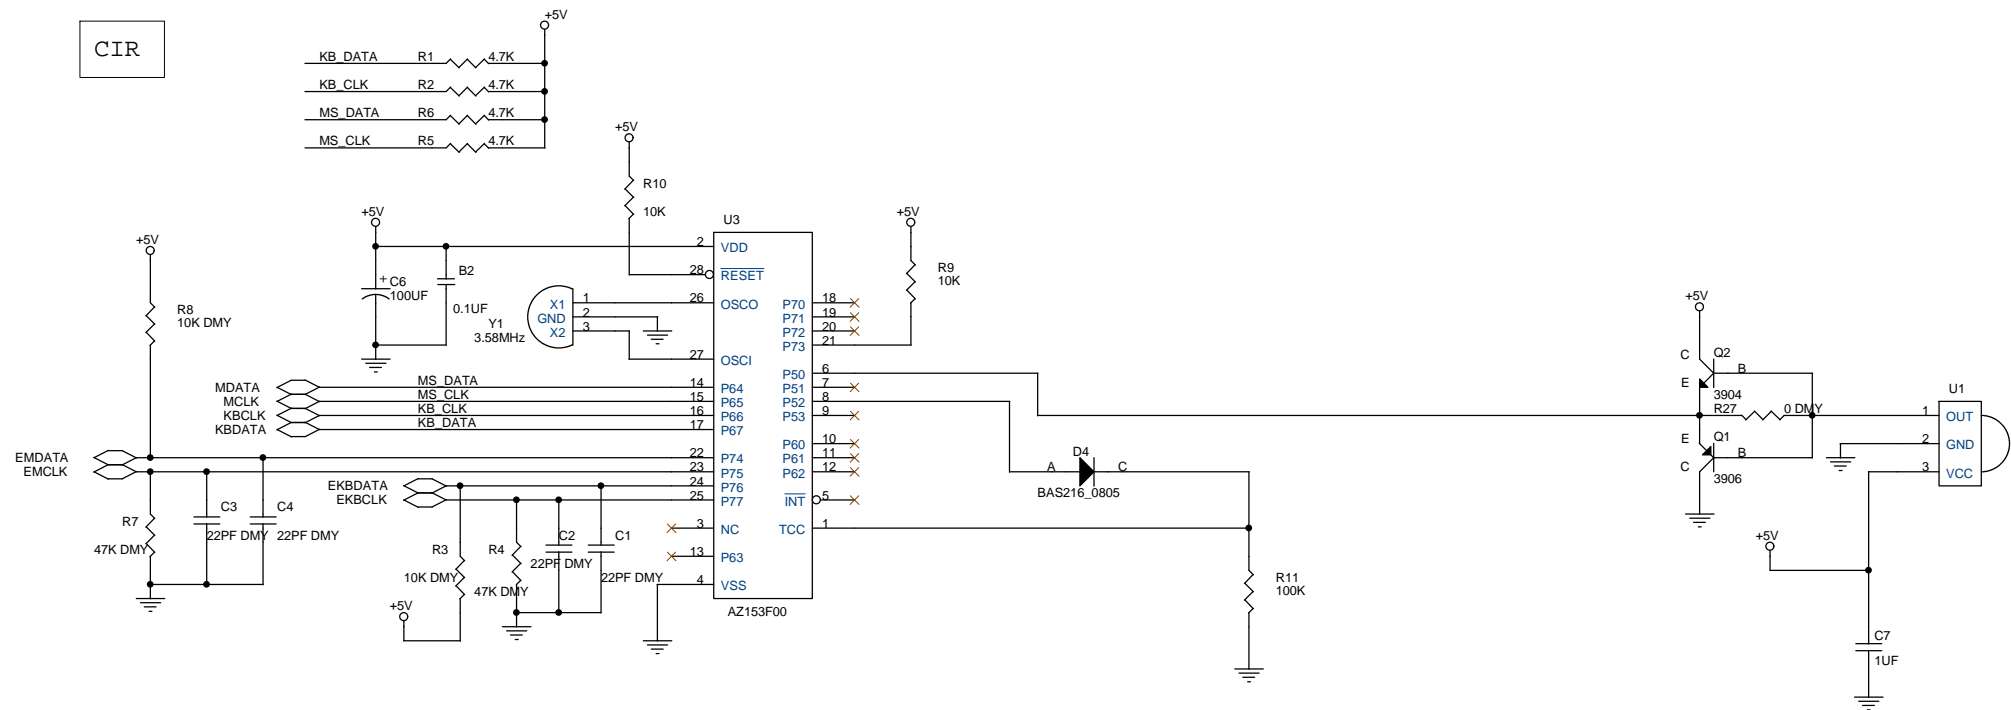 CIR
+5V
KB_DATA R1 4.7K
KB_CLK R2 4.7K
MS_DATA R6 4.7K
MS_CLK R5 4.7K
+5V
R10
10K
+5V
C6
+
100UF
B2
0.1UF
+5V
R8
10K DMY
Y1
3.58MHz
X1 1
GND 2
X2 3
U3
2 VDD
28 RESET
26 OSCO
27 OSCI
14 P64
15 P65
16 P66
17 P67
22 P74
23 P75
24 P76
25 P77
3 NC
13 P63
4 VSS
P70 18
P71 19
P72 20
P73 21
P50 6
P51 7
P52 8
P53 9
P60 10
P61 11
P62 12
INT 5
TCC 1
AZ153F00
+5V
R9
10K
MDATA MS_DATA
MCLK MS_CLK
KBCLK KB_CLK
KBDATA KB_DATA
EMDATA
EMCLK
EKBDATA
EKBCLK
R7
47K DMY
C3
22PF DMY
C4
22PF DMY
R3
10K DMY
+5V
R4
47K DMY
C2
22PF DMY
C1
22PF DMY
D4
A C
BAS216_0805
R11
100K
+5V
C Q2 B
E
3904
R27 0 DMY
E Q1 B
C
3906
U1
1 OUT
2 GND
3 VCC
+5V
C7
1UF